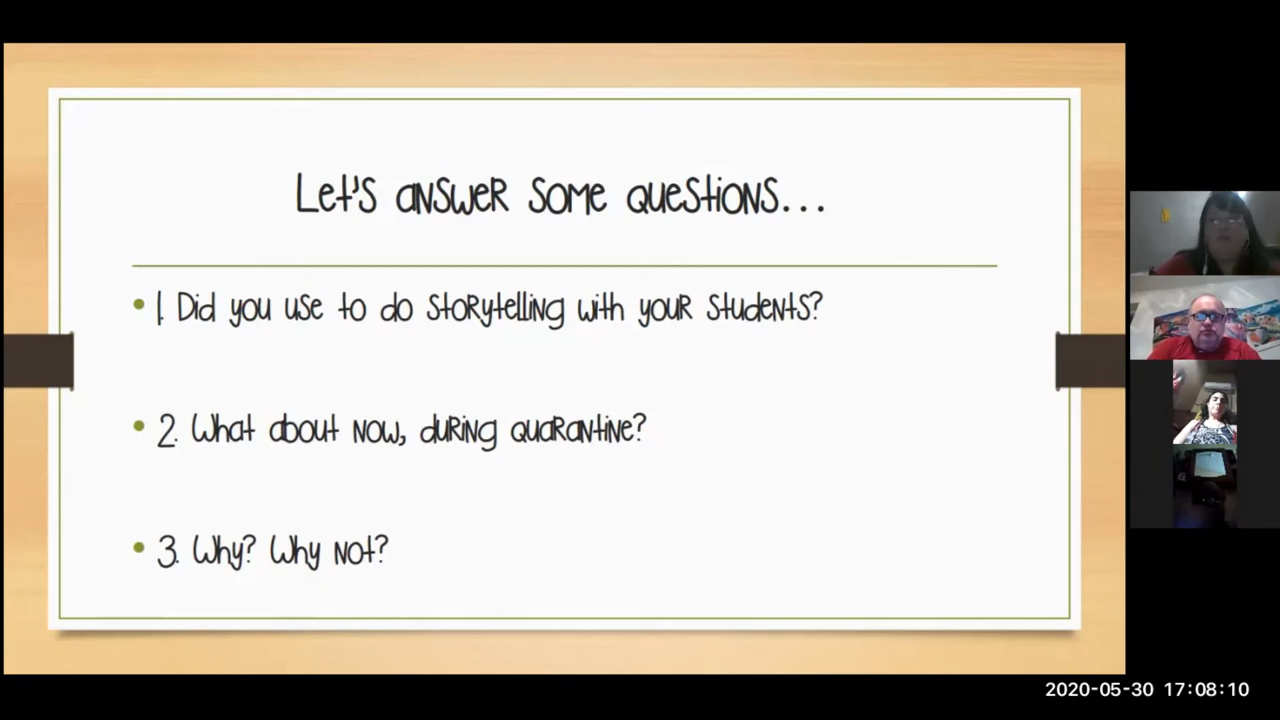 Let's answer some questions...
1. Did you use to do storytelling with your students?
2. What about now, during quarantine?
3. Why? Why not?
2020-05-30 17:08:10